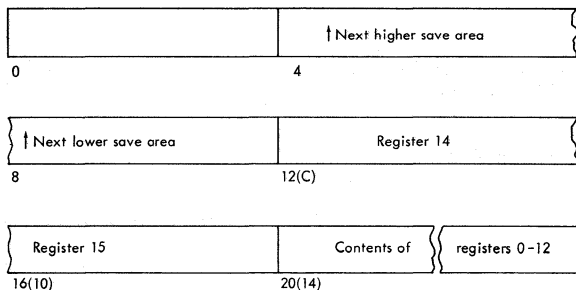 ↑ Next higher save area
0 4
↑ Next lower save area Register 14
8 12(C)
Register 15 Contents of registers 0-12
16(10) 20(14)